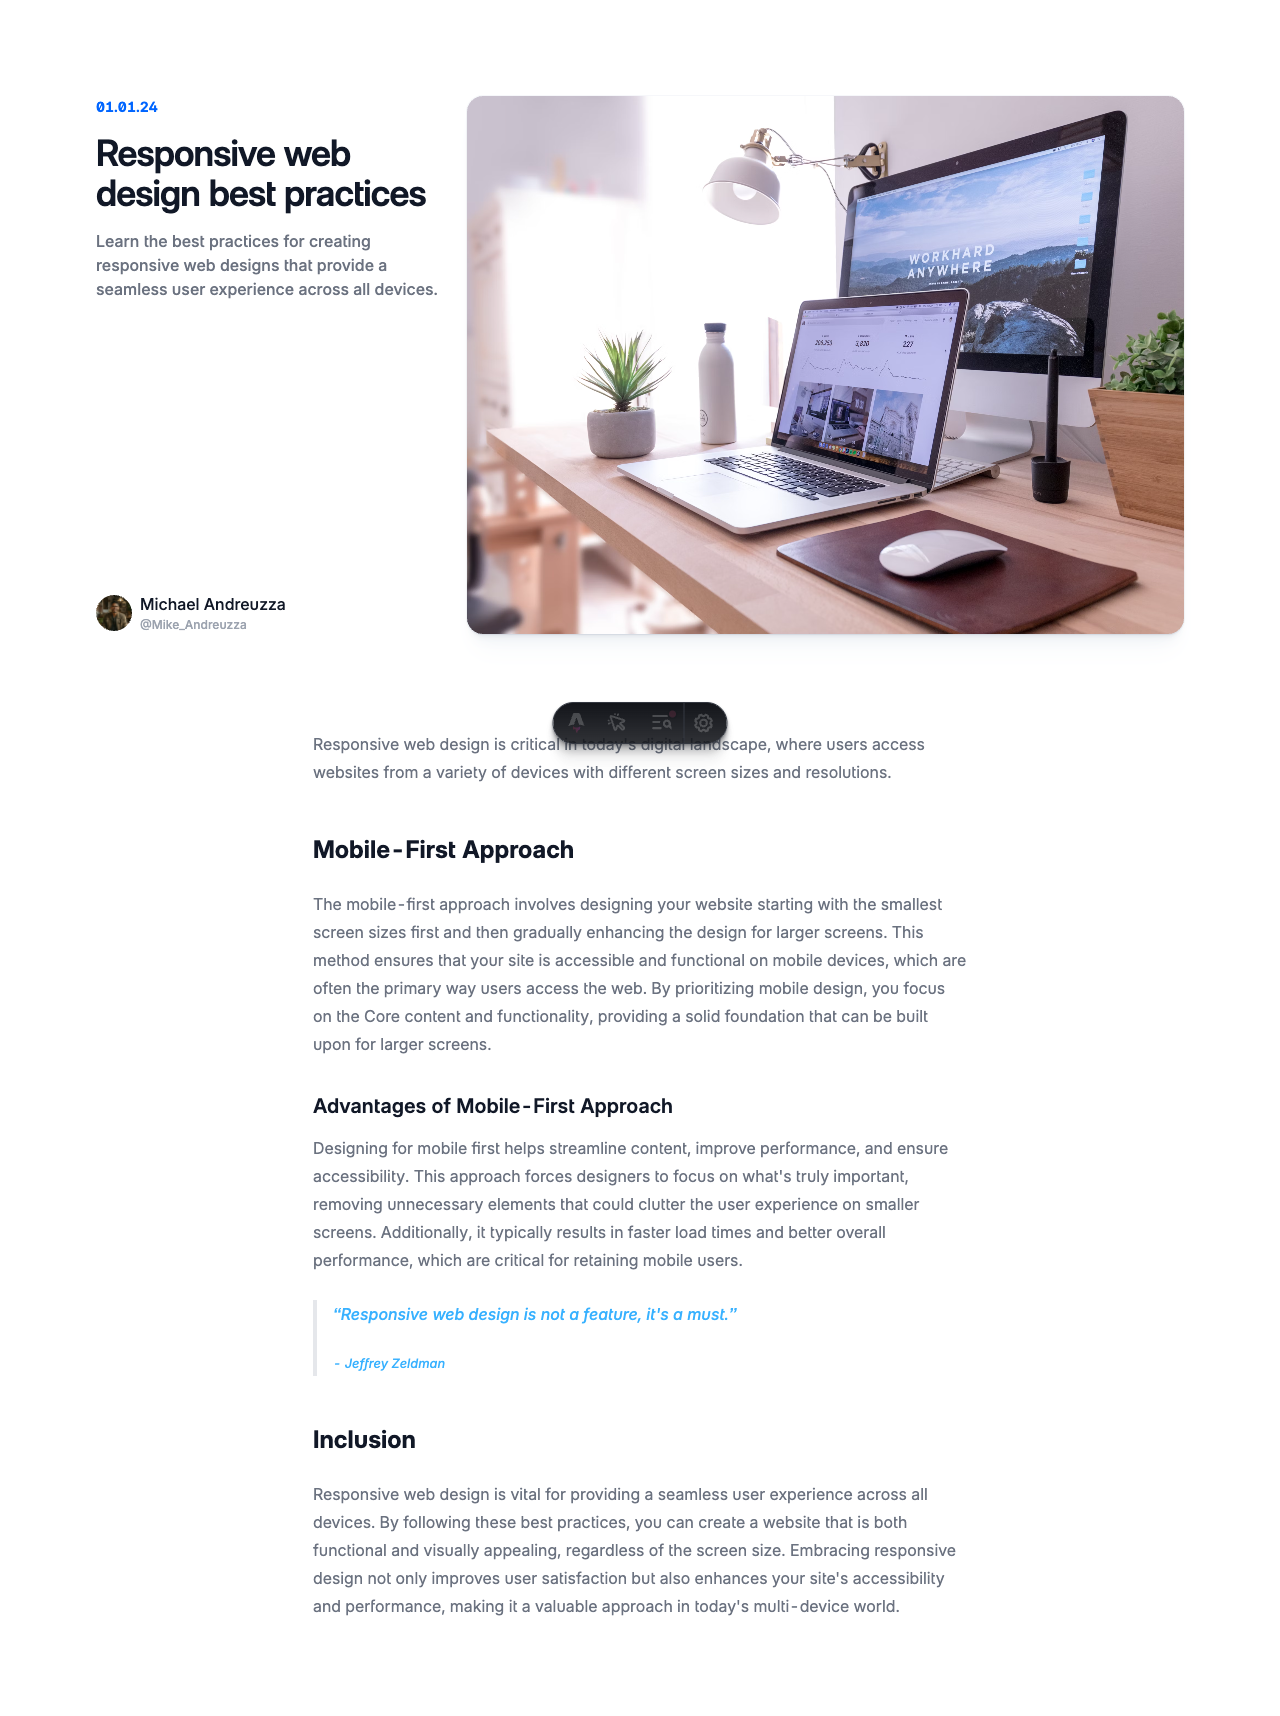 01.01.24
Responsive web
design best practices
Learn the best practices for creating
responsive web designs that provide a
seamless user experience across all devices.
WORKHARD
ANYWHERE
Michael Andreuzza
@Mike_Andreuzza
Responsive web design is critical in today's digital landscape, where users access
websites from a variety of devices with different screen sizes and resolutions.
Mobile-First Approach
The mobile-first approach involves designing your website starting with the smallest
screen sizes first and then gradually enhancing the design for larger screens. This
method ensures that your site is accessible and functional on mobile devices, which are
often the primary way users access the web. By prioritizing mobile design, you focus
on the Core content and functionality, providing a solid foundation that can be built
upon for larger screens.
Advantages of Mobile-First Approach
Designing for mobile first helps streamline content, improve performance, and ensure
accessibility. This approach forces designers to focus on what's truly important,
removing unnecessary elements that could clutter the user experience on smaller
screens. Additionally, it typically results in faster load times and better overall
performance, which are critical for retaining mobile users.
“Responsive web design is not a feature, it's a must.”
- Jeffrey Zeldman
Inclusion
Responsive web design is vital for providing a seamless user experience across all
devices. By following these best practices, you can create a website that is both
functional and visually appealing, regardless of the screen size. Embracing responsive
design not only improves user satisfaction but also enhances your site's accessibility
and performance, making it a valuable approach in today's multi-device world.